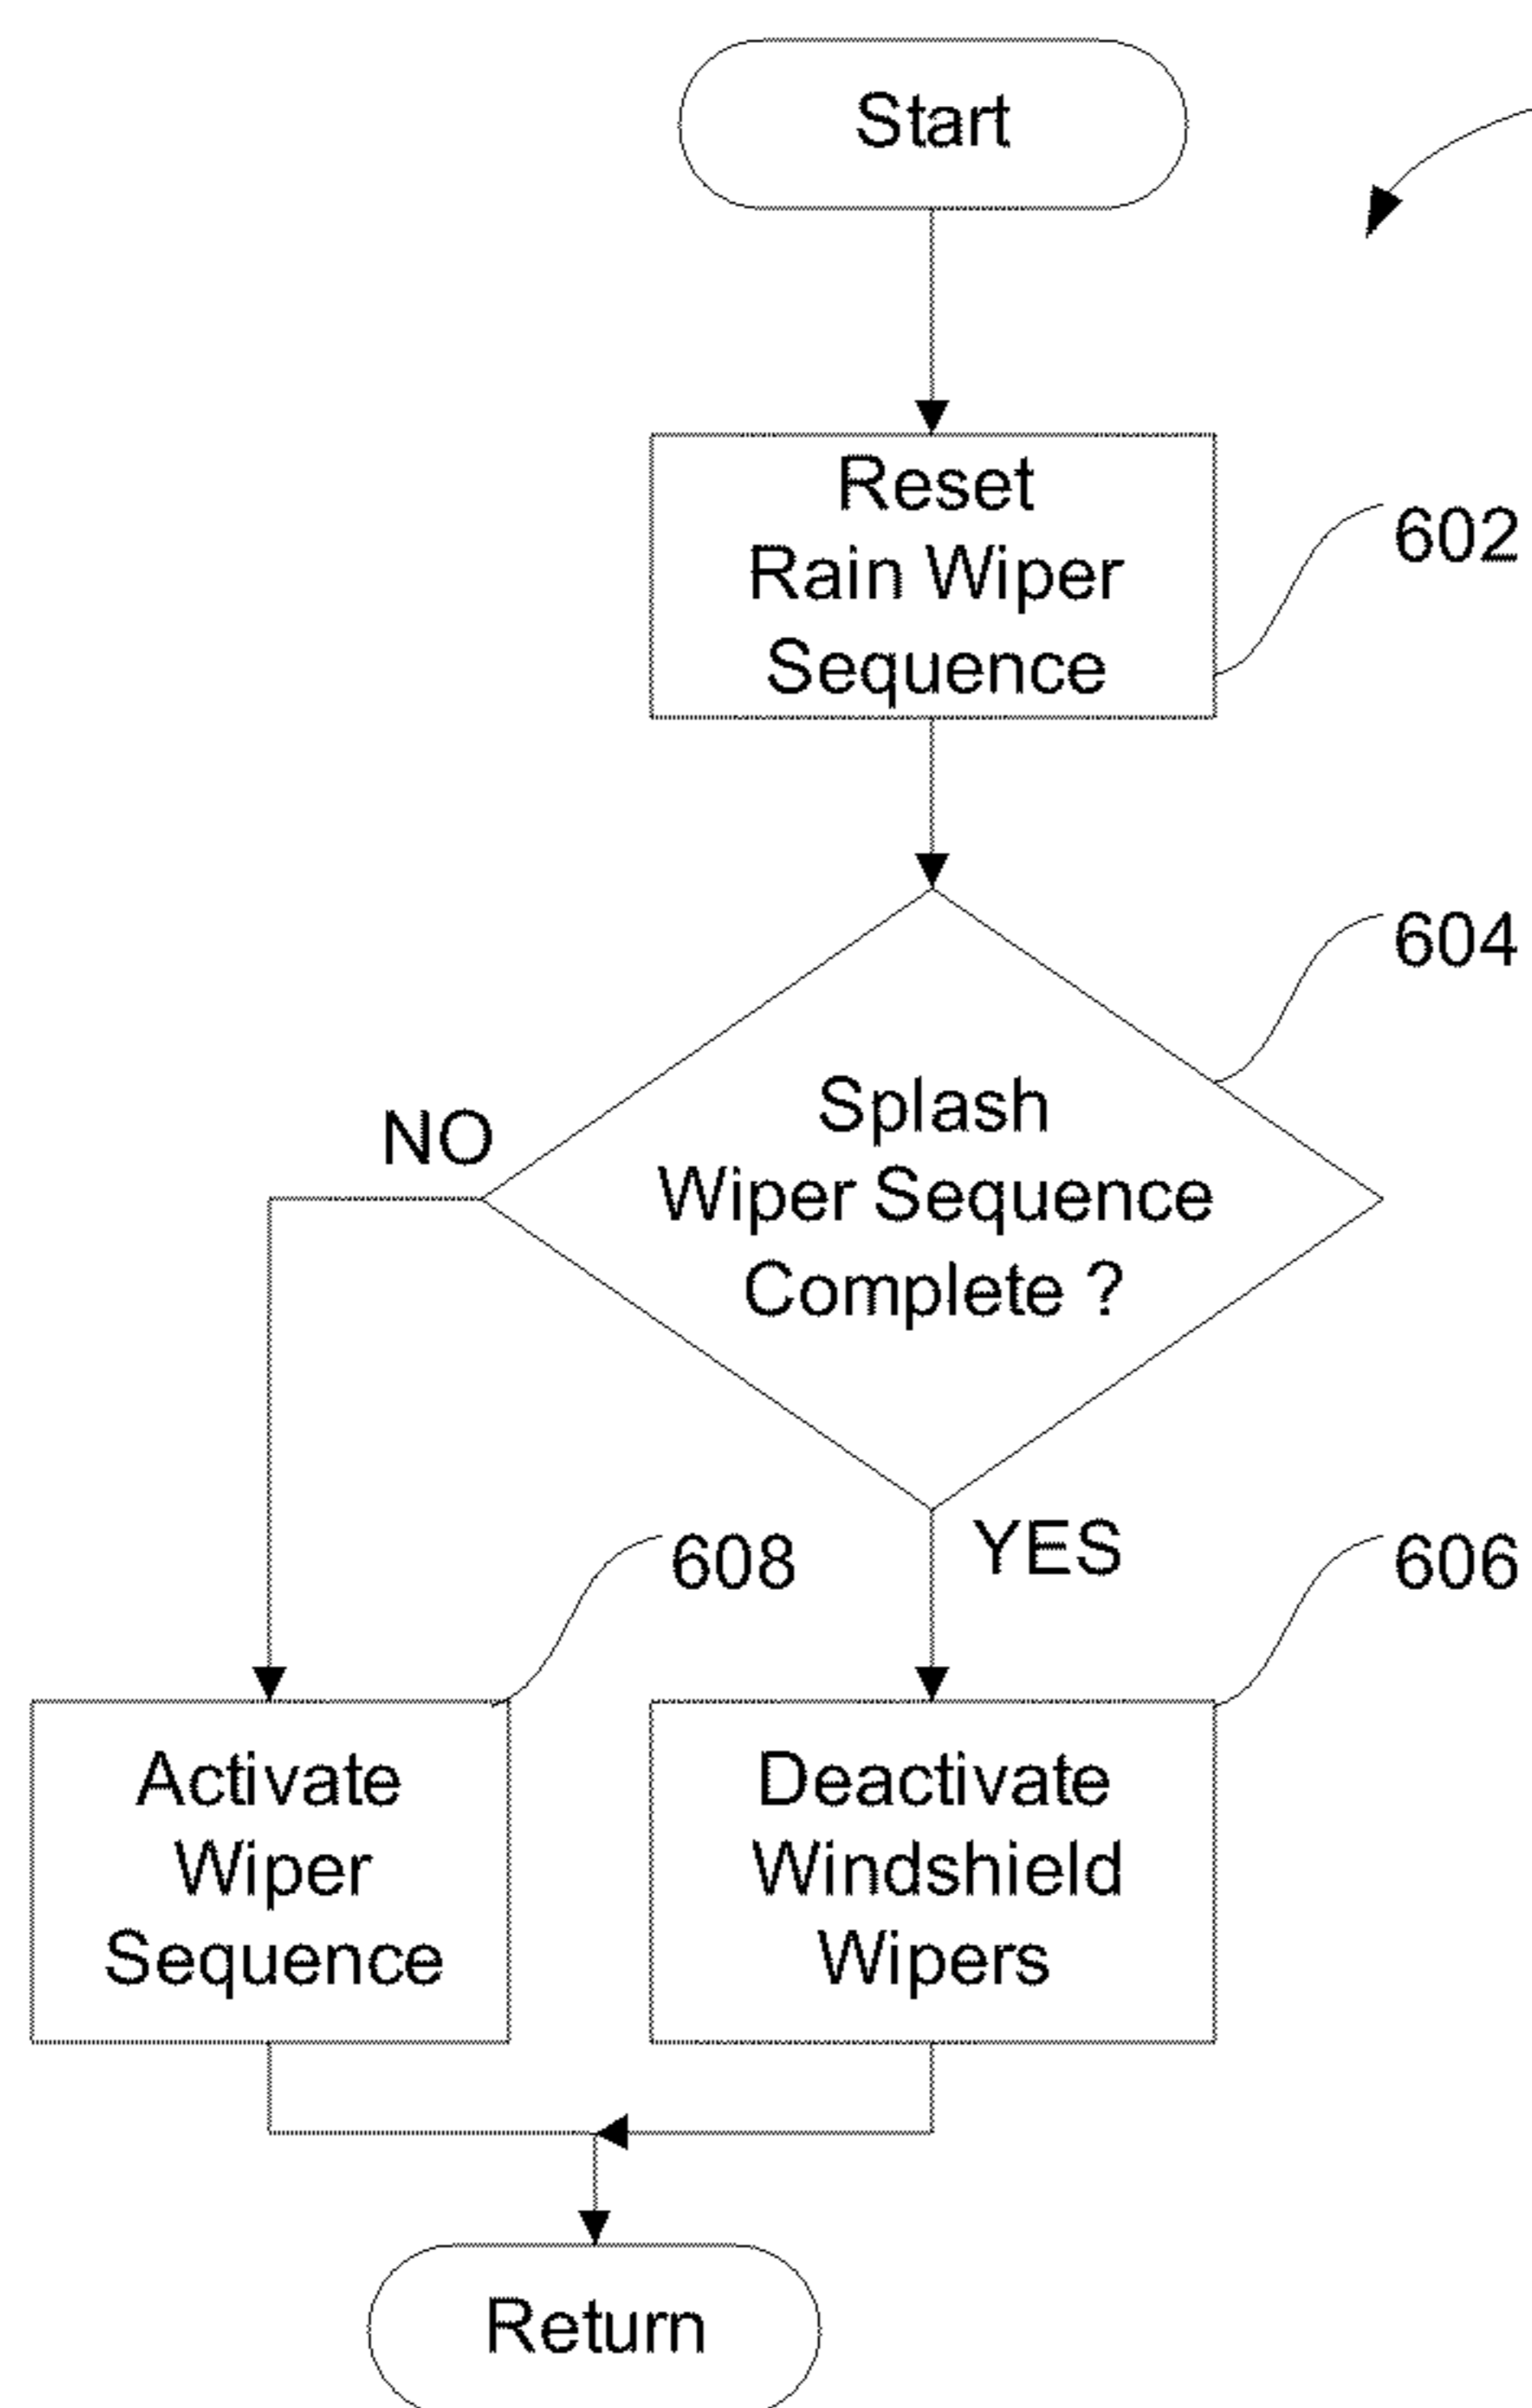 Start
Reset
Rain Wiper
Sequence
602
604
Splash
Wiper Sequence
Complete ?
NO
YES
608
606
Activate
Wiper
Sequence
Deactivate
Windshield
Wipers
Return